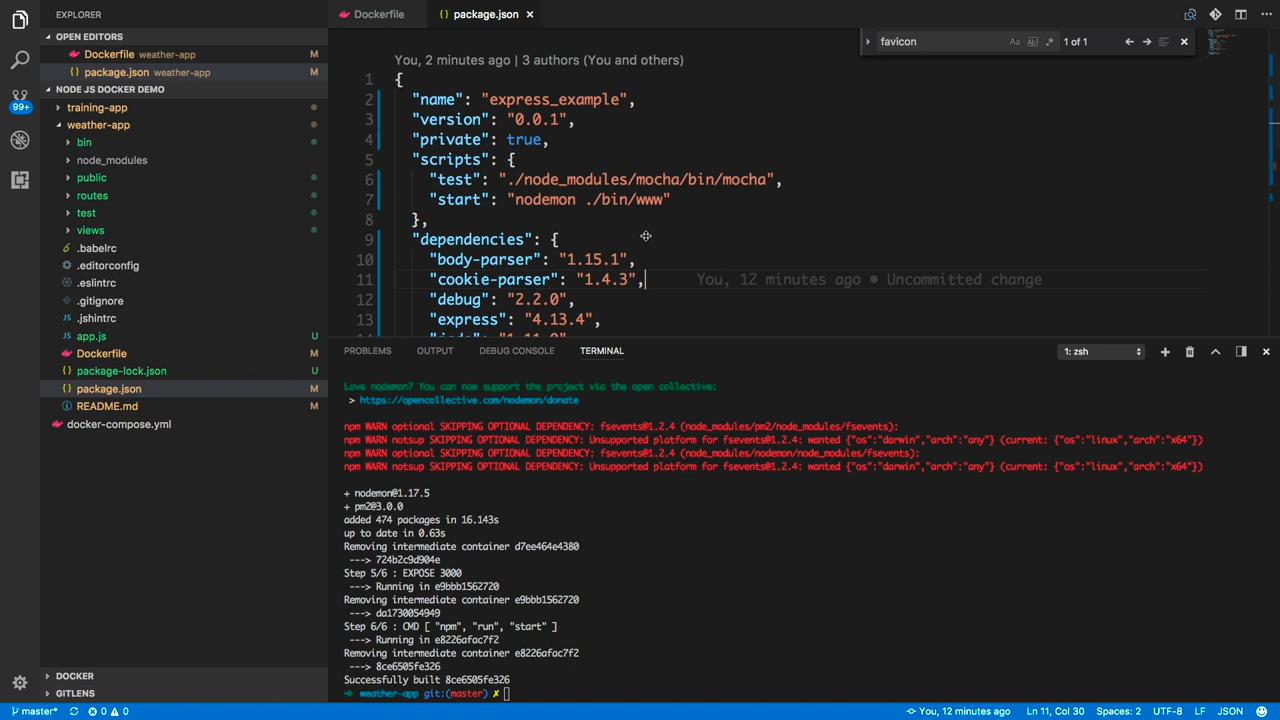 EXPLORER
OPEN EDITORS
Dockerfile weather-app M
package.json weather-app M
NODE JS DOCKER DEMO
training-app
weather-app
bin
node_modules
public
routes
test
views
.babelrc
.editorconfig
.eslintrc
.gitignore
.jshintrc
app.js U
Dockerfile M
package-lock.json U
package.json M
README.md M
docker-compose.yml
DOCKER
GITLENS
99+
Dockerfile
package.json ×
favicon Aa Abl .* 1 of 1
You, 2 minutes ago | 3 authors (You and others)
1 {
2 "name": "express_example",
3 "version": "0.0.1",
4 "private": true,
5 "scripts": {
6 "test": "./node_modules/mocha/bin/mocha",
7 "start": "nodemon ./bin/www"
8 },
9 "dependencies": {
10 "body-parser": "1.15.1",
11 "cookie-parser": "1.4.3", You, 12 minutes ago • Uncommitted change
12 "debug": "2.2.0",
13 "express": "4.13.4",
PROBLEMS OUTPUT DEBUG CONSOLE TERMINAL 1: zsh
Love nodemon? You can now support the project via the open collective:
> https://opencollective.com/nodemon/donate
npm WARN optional SKIPPING OPTIONAL DEPENDENCY: fsevents@1.2.4 (node_modules/pm2/node_modules/fsevents):
npm WARN notsup SKIPPING OPTIONAL DEPENDENCY: Unsupported platform for fsevents@1.2.4: wanted {"os":"darwin","arch":"any"} (current: {"os":"linux","arch":"x64"})
npm WARN optional SKIPPING OPTIONAL DEPENDENCY: fsevents@1.2.4 (node_modules/nodemon/node_modules/fsevents):
npm WARN notsup SKIPPING OPTIONAL DEPENDENCY: Unsupported platform for fsevents@1.2.4: wanted {"os":"darwin","arch":"any"} (current: {"os":"linux","arch":"x64"})
+ nodemon@1.17.5
+ pm2@3.0.0
added 474 packages in 16.143s
up to date in 0.63s
Removing intermediate container d7ee464e4380
---> 724b2c9d904e
Step 5/6 : EXPOSE 3000
---> Running in e9bbb1562720
Removing intermediate container e9bbb1562720
---> da1730054949
Step 6/6 : CMD [ "npm", "run", "start" ]
---> Running in e8226afac7f2
Removing intermediate container e8226afac7f2
---> 8ce6505fe326
Successfully built 8ce6505fe326
➜ weather-app git:(master) ✗
master* 0 0 You, 12 minutes ago Ln 11, Col 30 Spaces: 2 UTF-8 LF JSON